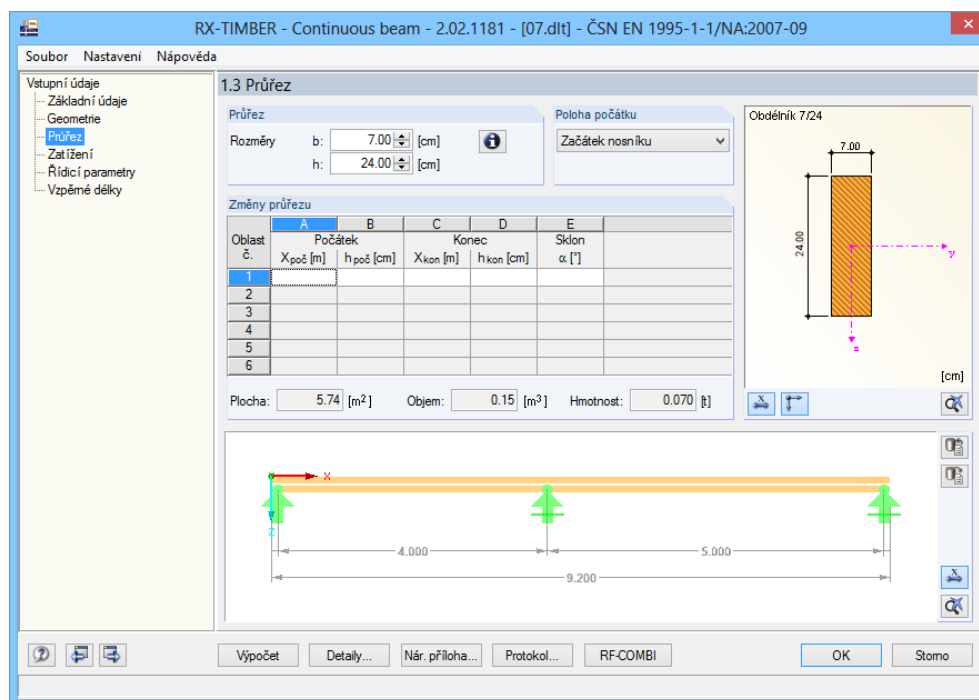 RX-TIMBER - Continuous beam - 2.02.1181 - [07.dlt] - ČSN EN 1995-1-1/NA:2007-09
Soubor Nastavení Nápověda
Vstupní údaje
Základní údaje
Geometrie
Průřez
Zatížení
Řídicí parametry
Vzpěrné délky
1.3 Průřez
Průřez
Rozměry b: 7.00 [cm]
h: 24.00 [cm]
Poloha počátku
Začátek nosníku
Změny průřezu
A B C D E
Oblast č. Počátek Konec Sklon
Xpoč [m] hpoč [cm] Xkon [m] hkon [cm] α [°]
1
2
3
4
5
6
Plocha: 5.74 [m²] Objem: 0.15 [m³] Hmotnost: 0.070 [t]
Obdélník 7/24
7.00
24.00
y
z
[cm]
x
z
4.000 5.000
9.200
Výpočet Detaily... Nár. příloha... Protokol... RF-COMBI OK Storno